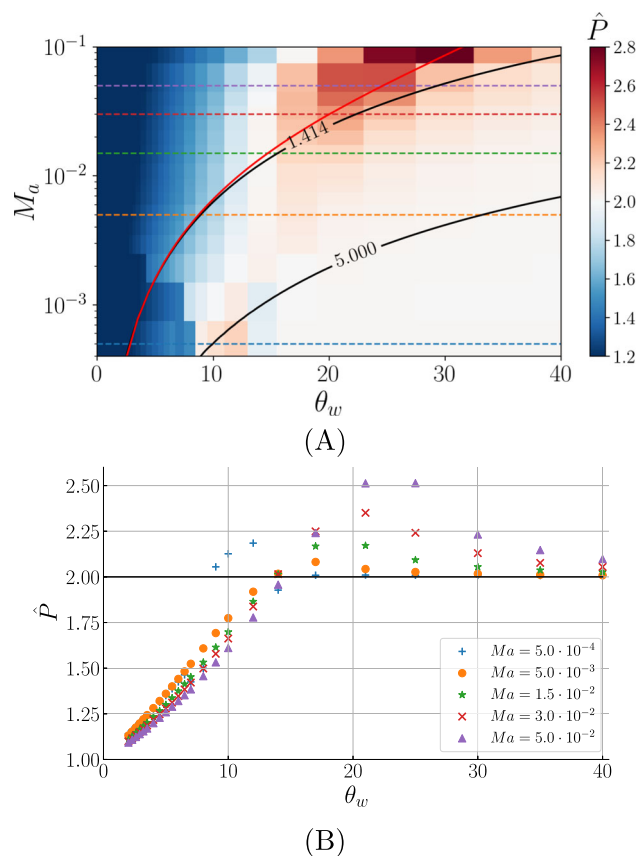 P̂
10⁻¹
2.8
2.6
2.4
10⁻²
2.2
M_a
2.0
1.8
10⁻³
1.6
1.4
1.2
1.414
5.000
0 10 20 30 40
θ_w
(A)
2.50
2.25
2.00
P̂
1.75
1.50
1.25
1.00
Ma = 5.0 · 10⁻⁴
Ma = 5.0 · 10⁻³
Ma = 1.5 · 10⁻²
Ma = 3.0 · 10⁻²
Ma = 5.0 · 10⁻²
0 10 20 30 40
θ_w
(B)